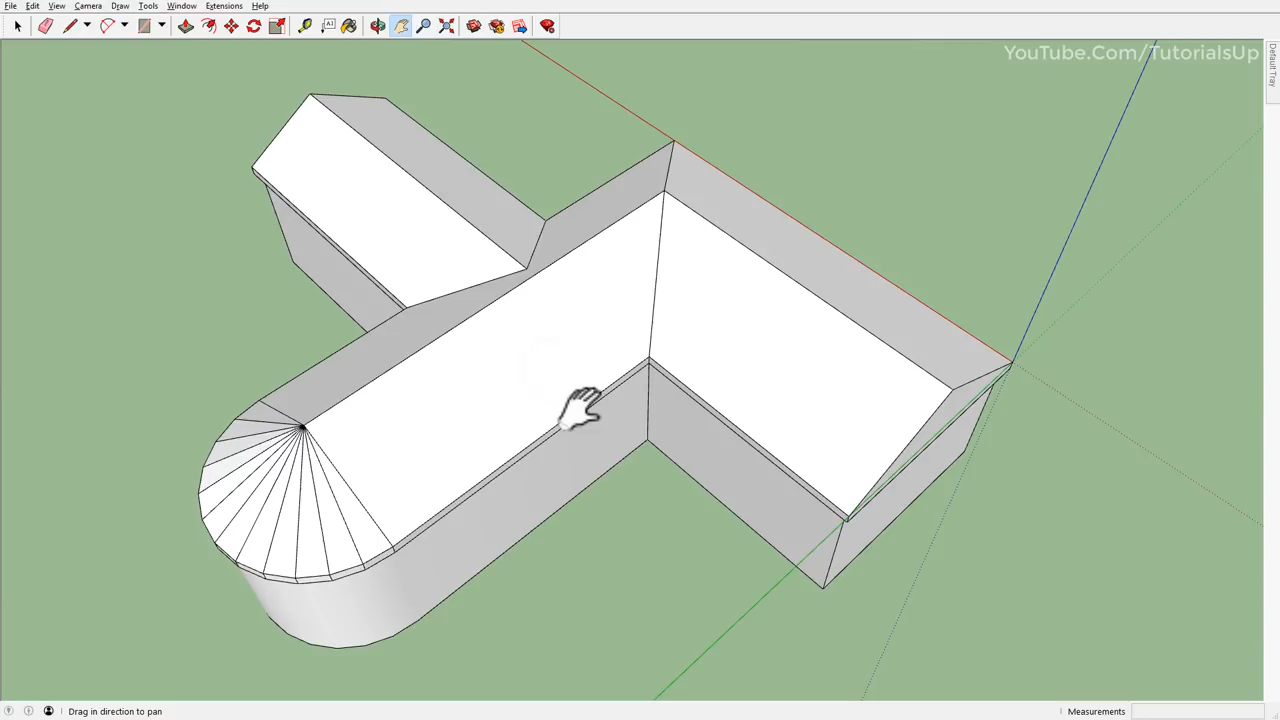 File Edit View Camera Draw Tools Window Extensions Help
YouTube.Com/TutorialsUp
Default Tray
A1
Drag in direction to pan
Measurements